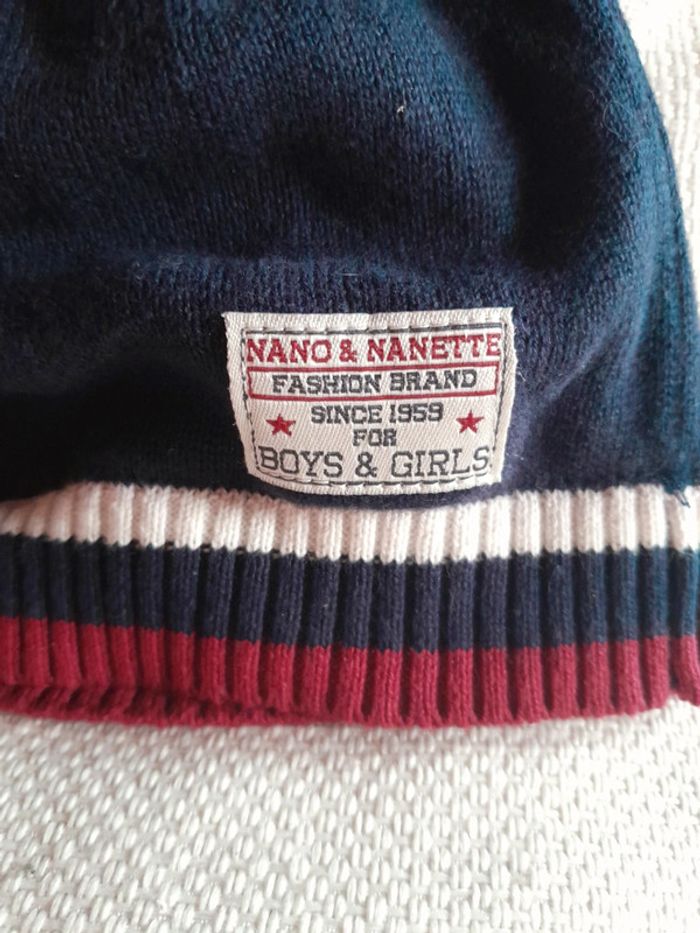 NANO & NANETTE
FASHION BRAND
SINCE 1959
FOR
BOYS & GIRLS